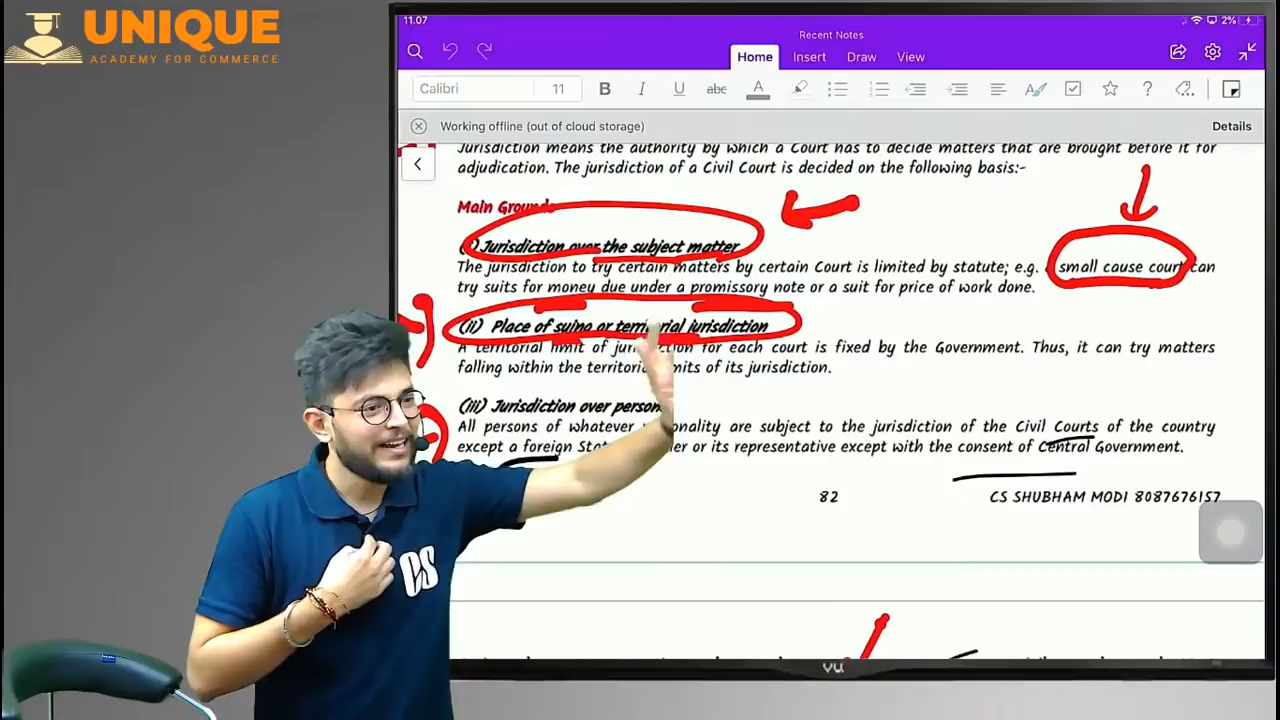 UNIQUE
ACADEMY FOR COMMERCE
11.07
2%
Recent Notes
Home Insert Draw View
Calibri 11 B I U abc A
Working offline (out of cloud storage) Details
Jurisdiction means the authority by which a Court has to decide matters that are brought before it for
adjudication. The jurisdiction of a Civil Court is decided on the following basis:-
Main Grounds
Jurisdiction over the subject matter
The jurisdiction to try certain matters by certain Court is limited by statute; e.g. small cause court can
try suits for money due under a promissory note or a suit for price of work done.
(ii) Place of suing or territorial jurisdiction
A territorial limit of jurisdiction for each court is fixed by the Government. Thus, it can try matters
falling within the limits of its jurisdiction.
(iii) Jurisdiction over person
All persons of whatever are subject to the jurisdiction of the Civil Courts of the country
except a foreign or its representative except with the consent of Central Government.
82 CS SHUBHAM MODI 8087676157
CS
vu